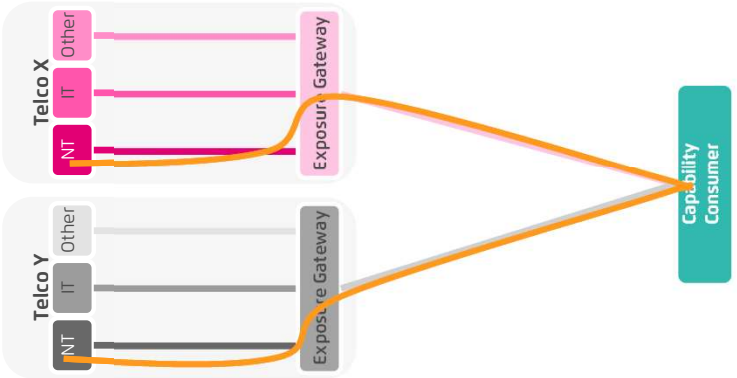 Telco X
Other
IT
NT
Exposure Gateway
Telco Y
Other
IT
NT
Exposure Gateway
Capability
Consumer